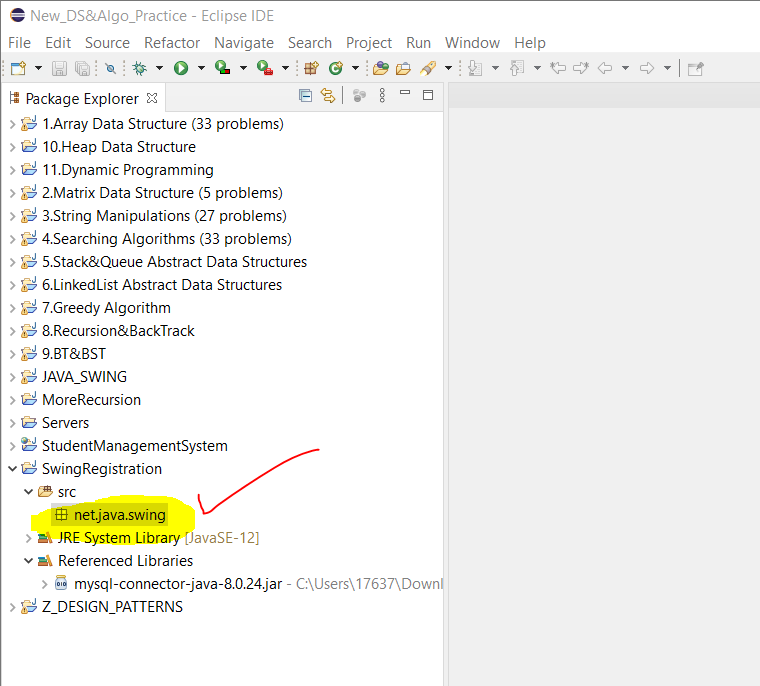 New_DS&Algo_Practice - Eclipse IDE
File Edit Source Refactor Navigate Search Project Run Window Help
Package Explorer
1.Array Data Structure (33 problems)
10.Heap Data Structure
11.Dynamic Programming
2.Matrix Data Structure (5 problems)
3.String Manipulations (27 problems)
4.Searching Algorithms (33 problems)
5.Stack&Queue Abstract Data Structures
6.LinkedList Abstract Data Structures
7.Greedy Algorithm
8.Recursion&BackTrack
9.BT&BST
JAVA_SWING
MoreRecursion
Servers
StudentManagementSystem
SwingRegistration
src
net.java.swing
JRE System Library [JavaSE-12]
Referenced Libraries
mysql-connector-java-8.0.24.jar - C:\Users\17637\Downl
Z_DESIGN_PATTERNS